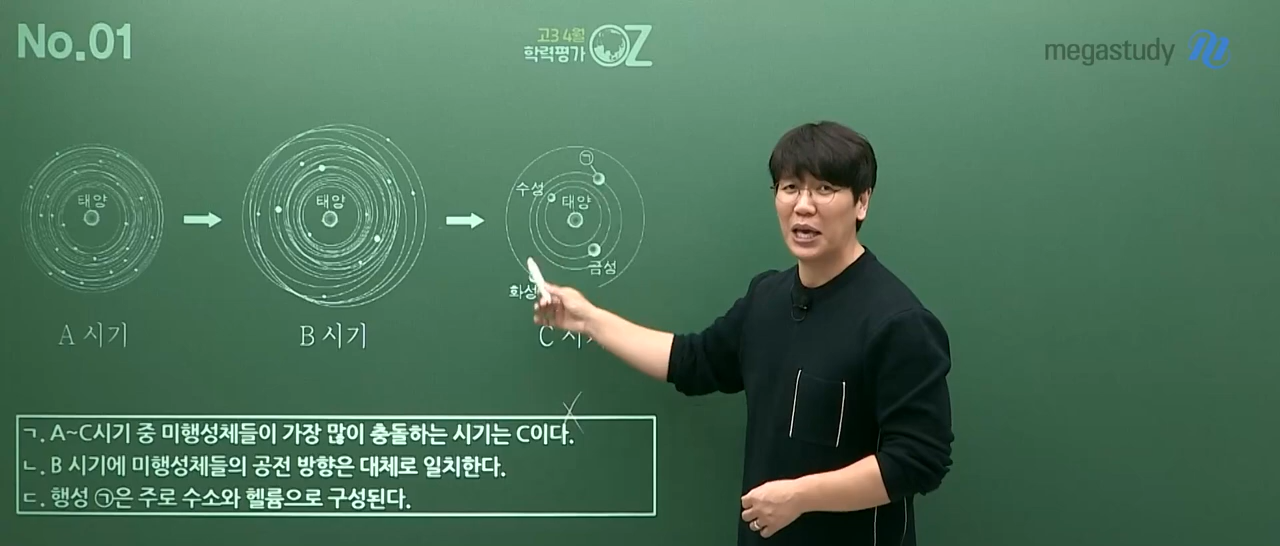 No.01
고3 4월
학력평가 OZ
megastudy
태양
태양
㉠
수성
태양
금성
화성
A 시기
B 시기
C 시기
ㄱ. A~C시기 중 미행성체들이 가장 많이 충돌하는 시기는 C이다.
ㄴ. B 시기에 미행성체들의 공전 방향은 대체로 일치한다.
ㄷ. 행성 ㉠은 주로 수소와 헬륨으로 구성된다.